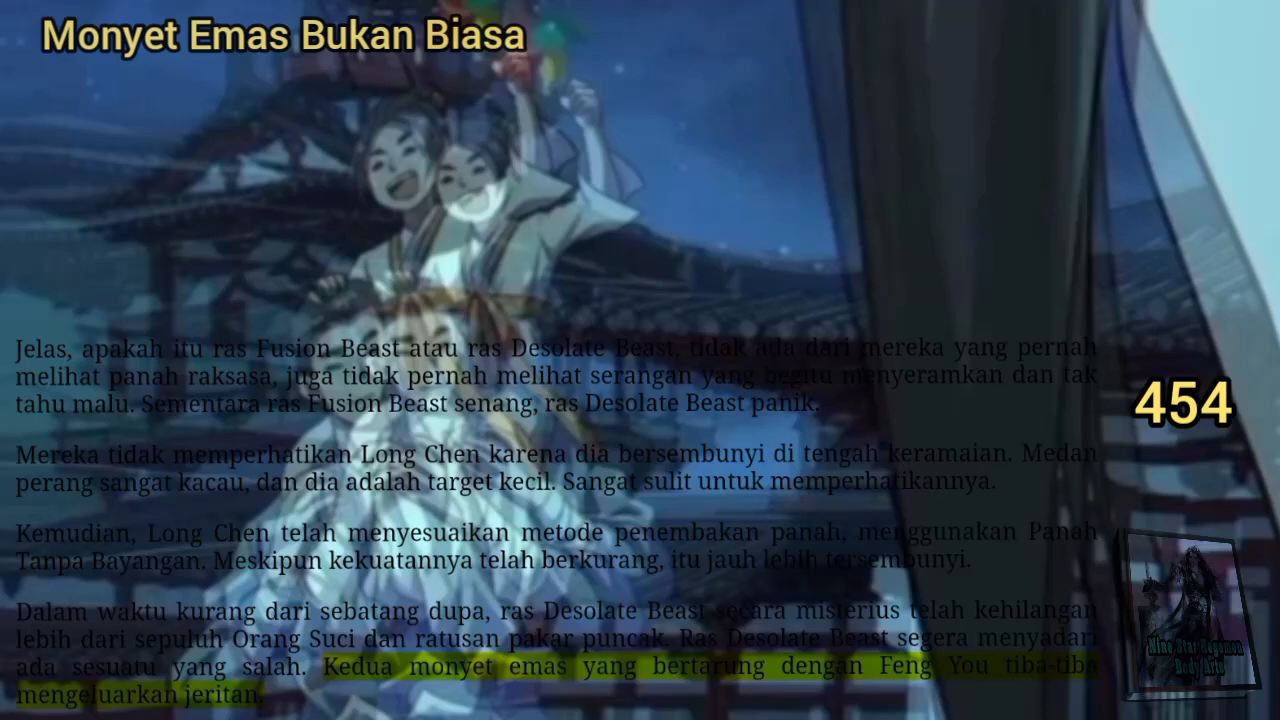 Monyet Emas Bukan Biasa
Jelas, apakah itu ras Fusion Beast atau ras Desolate Beast, tidak ada dari mereka yang pernah
melihat panah raksasa, juga tidak pernah melihat serangan yang begitu menyeramkan dan tak
tahu malu. Sementara ras Fusion Beast senang, ras Desolate Beast panik.
454
Mereka tidak memperhatikan Long Chen karena dia bersembunyi di tengah keramaian. Medan
perang sangat kacau, dan dia adalah target kecil. Sangat sulit untuk memperhatikannya.
Kemudian, Long Chen telah menyesuaikan metode penembakan panah, menggunakan Panah
Tanpa Bayangan. Meskipun kekuatannya telah berkurang, itu jauh lebih tersembunyi.
Dalam waktu kurang dari sebatang dupa, ras Desolate Beast secara misterius telah kehilangan
lebih dari sepuluh Orang Suci dan ratusan pakar puncak. Ras Desolate Beast segera menyadari
ada sesuatu yang salah. Kedua monyet emas yang bertarung dengan Feng You tiba-tiba
mengeluarkan jeritan.
Nine Star Hegemon
Body Arts